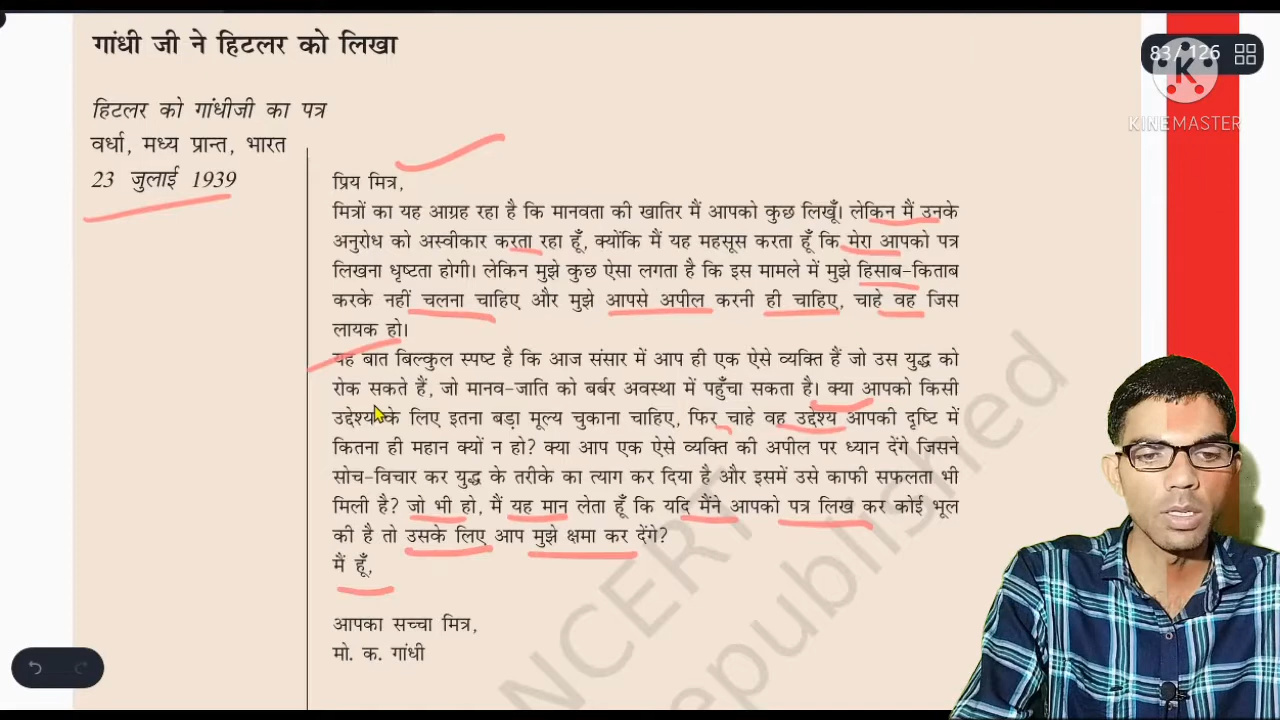 गांधी जी ने हिटलर को लिखा
83 / 126
K
KINEMASTER
हिटलर को गांधीजी का पत्र
वर्धा, मध्य प्रान्त, भारत
23 जुलाई 1939
प्रिय मित्र,
मित्रों का यह आग्रह रहा है कि मानवता की खातिर मैं आपको कुछ लिखूँ। लेकिन मैं उनके
अनुरोध को अस्वीकार करता रहा हूँ, क्योंकि मैं यह महसूस करता हूँ कि मेरा आपको पत्र
लिखना धृष्टता होगी। लेकिन मुझे कुछ ऐसा लगता है कि इस मामले में मुझे हिसाब-किताब
करके नहीं चलना चाहिए और मुझे आपसे अपील करनी ही चाहिए, चाहे वह जिस
लायक हो।
यह बात बिल्कुल स्पष्ट है कि आज संसार में आप ही एक ऐसे व्यक्ति हैं जो उस युद्ध को
रोक सकते हैं, जो मानव-जाति को बर्बर अवस्था में पहुँचा सकता है। क्या आपको किसी
उद्देश्य के लिए इतना बड़ा मूल्य चुकाना चाहिए, फिर चाहे वह उद्देश्य आपकी दृष्टि में
कितना ही महान क्यों न हो? क्या आप एक ऐसे व्यक्ति की अपील पर ध्यान देंगे जिसने
सोच-विचार कर युद्ध के तरीके का त्याग कर दिया है और इसमें उसे काफी सफलता भी
मिली है? जो भी हो, मैं यह मान लेता हूँ कि यदि मैंने आपको पत्र लिख कर कोई भूल
की है तो उसके लिए आप मुझे क्षमा कर देंगे?
मैं हूँ,
आपका सच्चा मित्र,
मो. क. गांधी
NCERT
republished